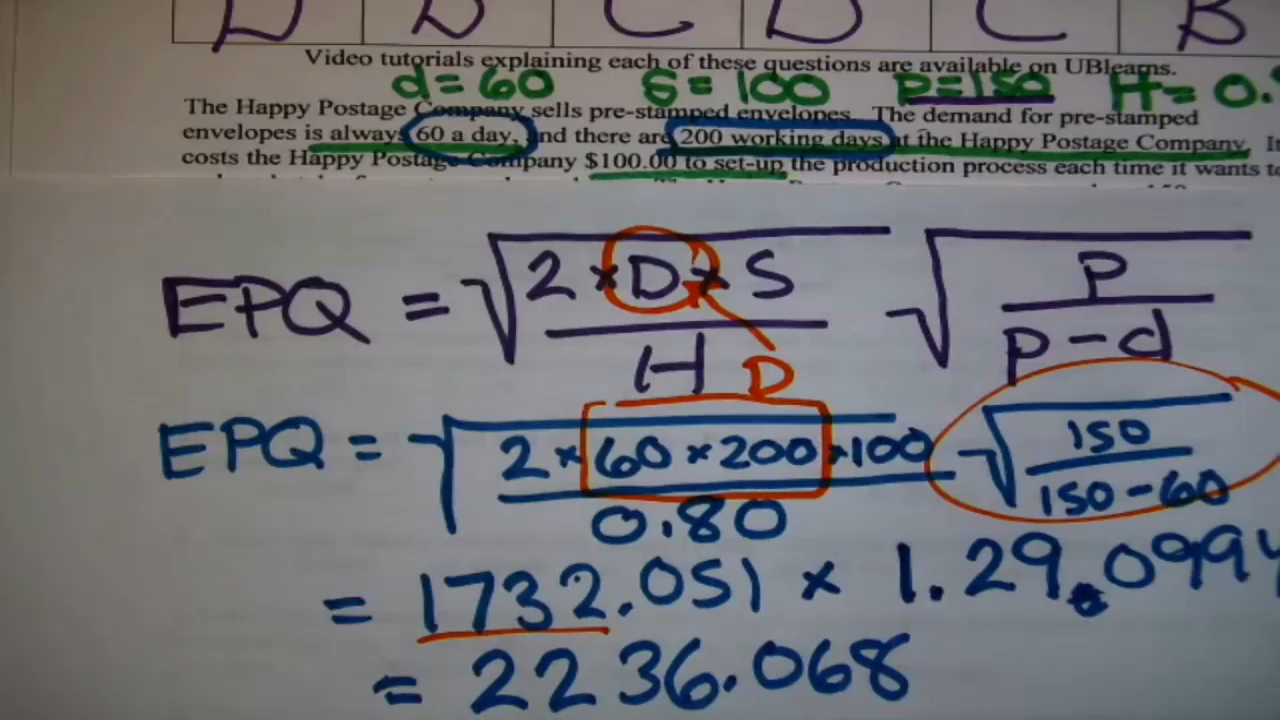 D D C D C B
Video tutorials explaining each of these questions are available on UBlearns.
d = 60 S = 100 P=150 H = 0.
The Happy Postage Company sells pre-stamped envelopes. The demand for pre-stamped
envelopes is always 60 a day, and there are 200 working days at the Happy Postage Company. I
costs the Happy Postage Company $100.00 to set-up the production process each time it wants to
EPQ = √ 2 × D × S / H √ P / P - d
D
EPQ = √ 2 × 60 × 200 × 100 / 0.80 √ 150 / 150 - 60
= 1732.051 × 1.29.0994
= 2236.068